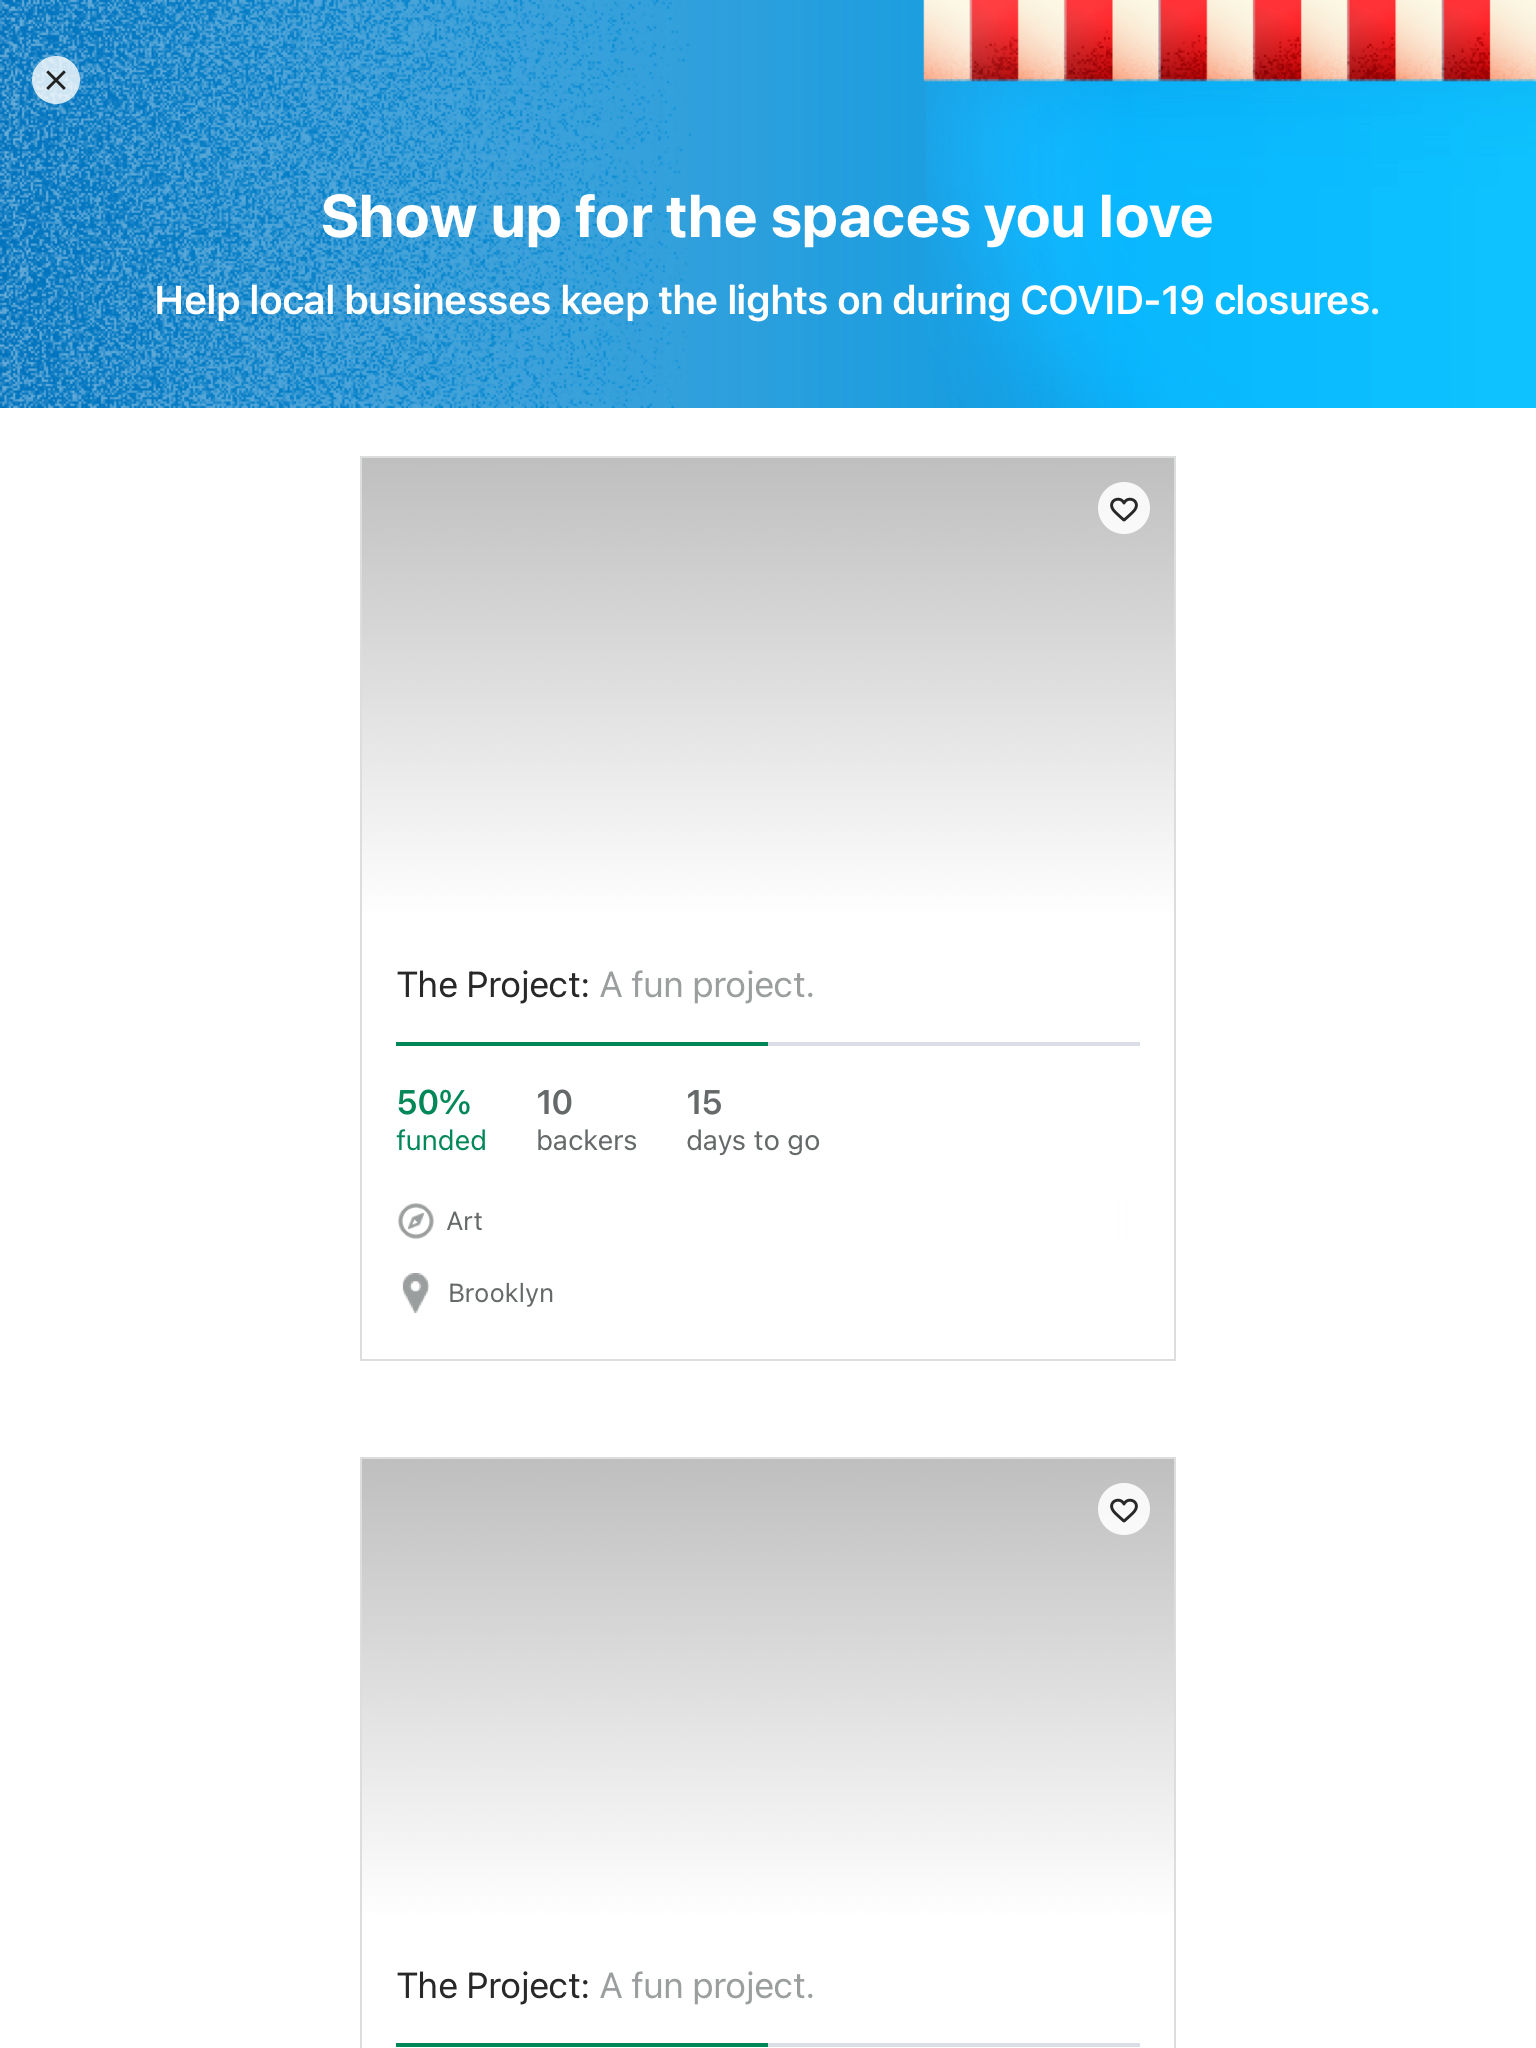 Show up for the spaces you love
Help local businesses keep the lights on during COVID-19 closures.
The Project: A fun project.
50% 10 15
funded backers days to go
Art
Brooklyn
The Project: A fun project.